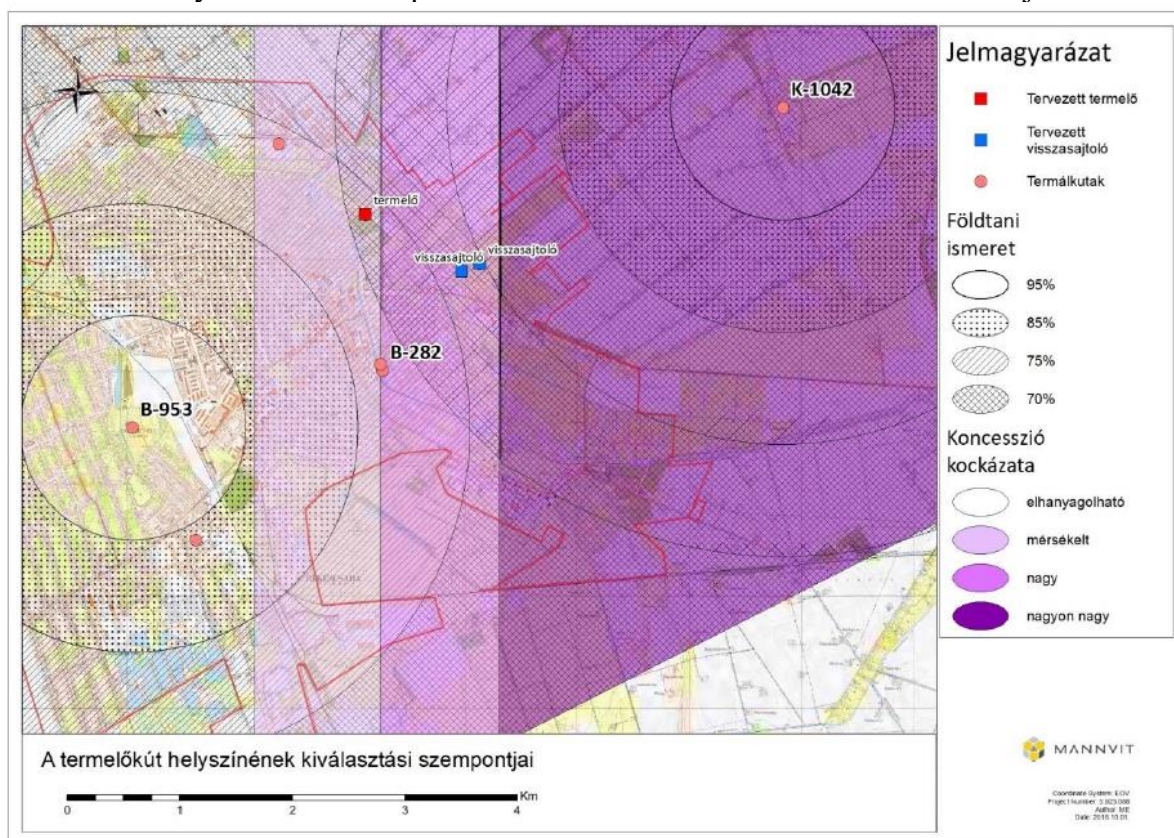 N
K-1042
termelő
visszasajtoló
visszasajtoló
B-282
B-953
Jelmagyarázat
Tervezett termelő
Tervezett
visszasajtoló
Termálkutak
Földtani
ismeret
95%
85%
75%
70%
Koncesszió
kockázata
elhanyagolható
mérsékelt
nagy
nagyon nagy
A termelőkút helyszínének kiválasztási szempontjai
Km
0 1 2 3 4
MANNVIT
Coordinate System: EOV
Author: ME